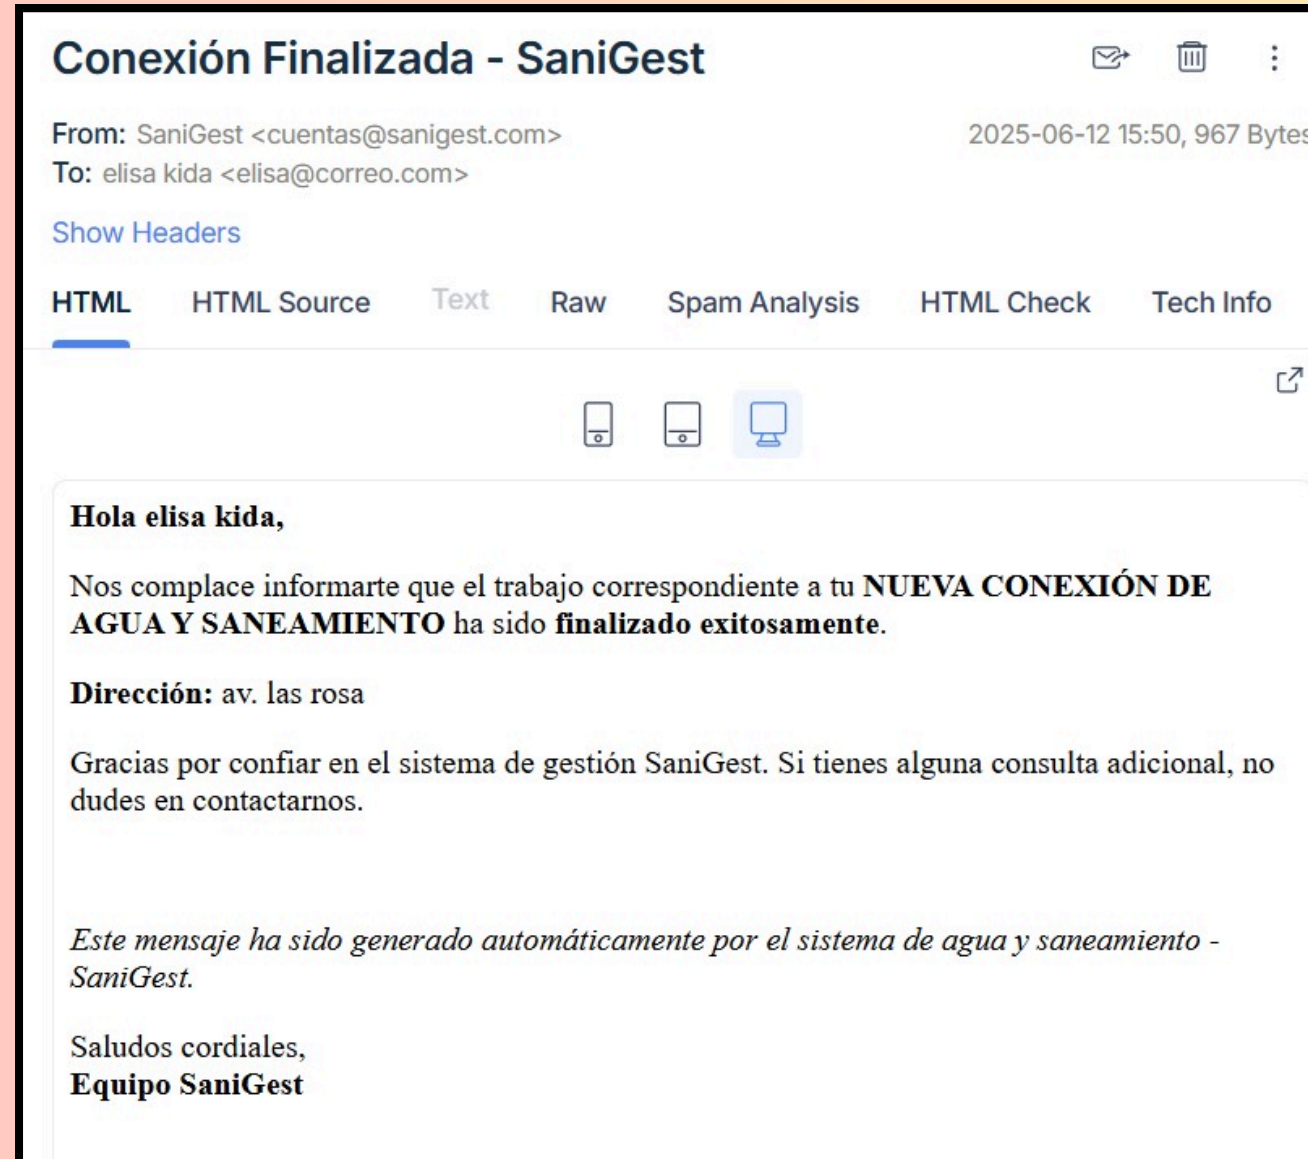 Conexión Finalizada - SaniGest
From: SaniGest <cuentas@sanigest.com>
2025-06-12 15:50, 967 Bytes
To: elisa kida <elisa@correo.com>
Show Headers
HTML HTML Source Text Raw Spam Analysis HTML Check Tech Info
Hola elisa kida,
Nos complace informarte que el trabajo correspondiente a tu NUEVA CONEXIÓN DE
AGUA Y SANEAMIENTO ha sido finalizado exitosamente.
Dirección: av. las rosa
Gracias por confiar en el sistema de gestión SaniGest. Si tienes alguna consulta adicional, no
dudes en contactarnos.
Este mensaje ha sido generado automáticamente por el sistema de agua y saneamiento -
SaniGest.
Saludos cordiales,
Equipo SaniGest